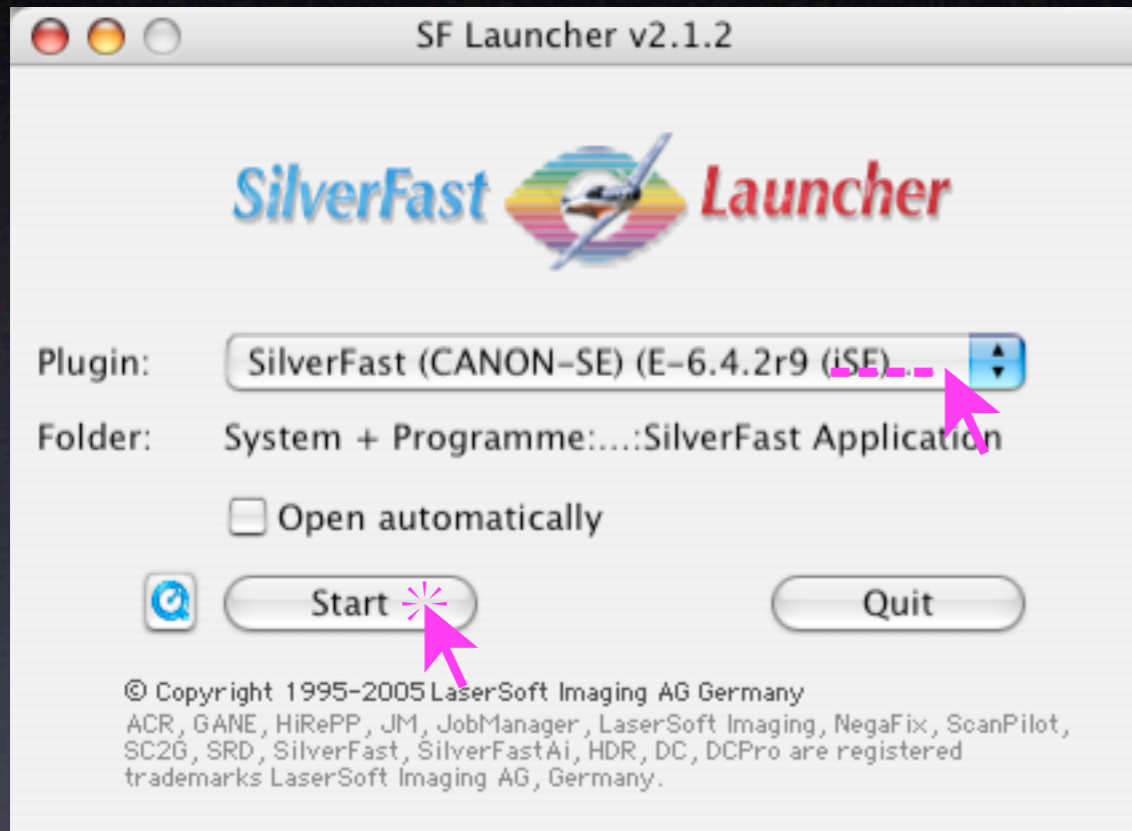 SF Launcher v2.1.2
SilverFast Launcher
Plugin: SilverFast (CANON-SE) (E-6.4.2r9 (iSE)...
Folder: System + Programme:...:SilverFast Application
Open automatically
Start Quit
© Copyright 1995-2005 LaserSoft Imaging AG Germany
ACR, GANE, HiRePP, JM, JobManager, LaserSoft Imaging, NegaFix, ScanPilot,
SC2G, SRD, SilverFast, SilverFastAi, HDR, DC, DCPro are registered
trademarks LaserSoft Imaging AG, Germany.